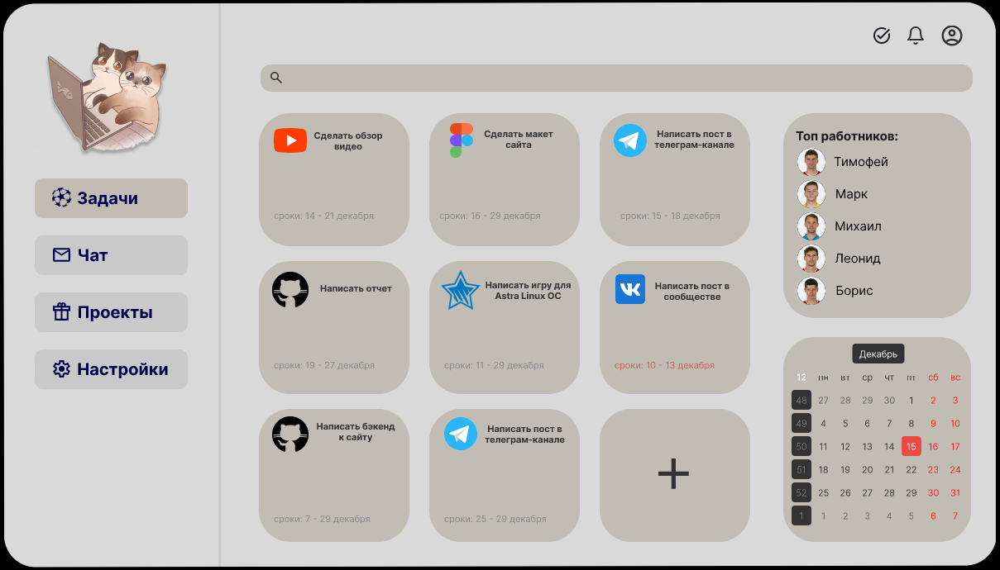 Задачи
Чат
Проекты
Настройки
Сделать обзор
видео
сроки: 14 - 21 декабря
Сделать макет
сайта
сроки: 16 - 29 декабря
Написать пост в
телеграм-канале
сроки: 15 - 18 декабря
Написать отчет
сроки: 19 - 27 декабря
Написать игру для
Astra Linux ОС
сроки: 11 - 29 декабря
Написать пост в
сообществе
сроки: 10 - 13 декабря
Написать бэкенд
к сайту
сроки: 7 - 29 декабря
Написать пост в
телеграм-канале
сроки: 25 - 29 декабря
Топ работников:
Тимофей
Марк
Михаил
Леонид
Борис
Декабрь
12 пн вт ср чт пт сб вс
48 27 28 29 30 1 2 3
49 4 5 6 7 8 9 10
50 11 12 13 14 15 16 17
51 18 19 20 21 22 23 24
52 25 26 27 28 29 30 31
1 1 2 3 4 5 6 7